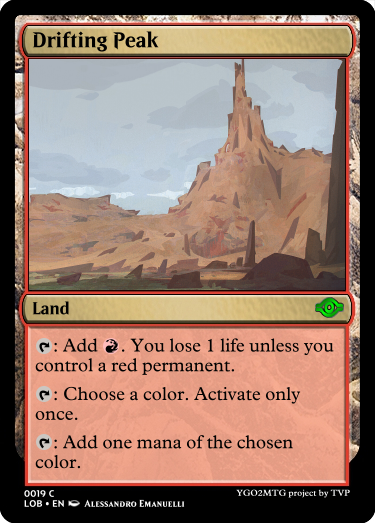 Drifting Peak
Land
: Add . You lose 1 life unless you
control a red permanent.
: Choose a color. Activate only
once.
: Add one mana of the chosen
color.
0019 C
LOB • EN ALESSANDRO EMANUELLI
YGO2MTG project by TVP